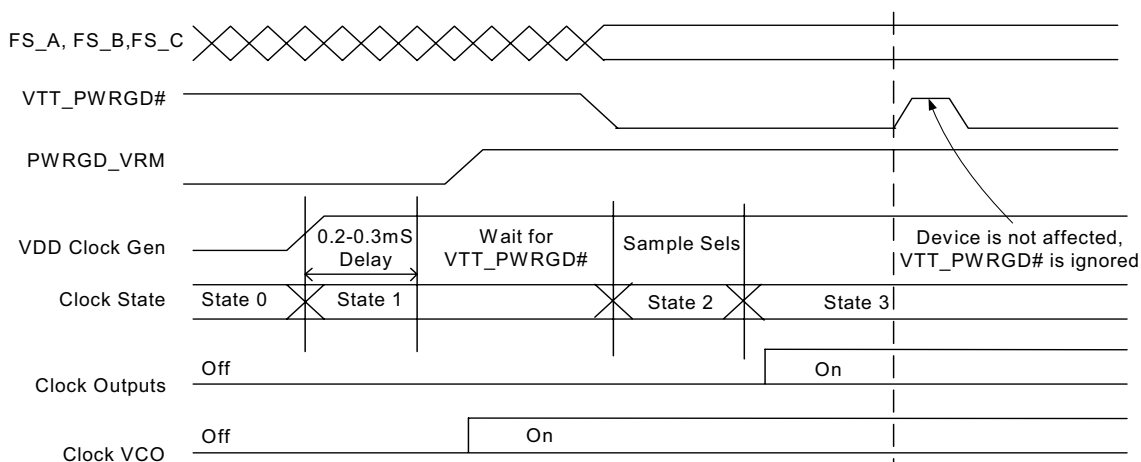 FS_A, FS_B,FS_C
VTT_PWRGD#
PWRGD_VRM
VDD Clock Gen
0.2-0.3mS
Delay
Wait for
VTT_PWRGD#
Sample Sels
Device is not affected,
VTT_PWRGD# is ignored
Clock State
State 0
State 1
State 2
State 3
Clock Outputs
Off
On
Clock VCO
Off
On